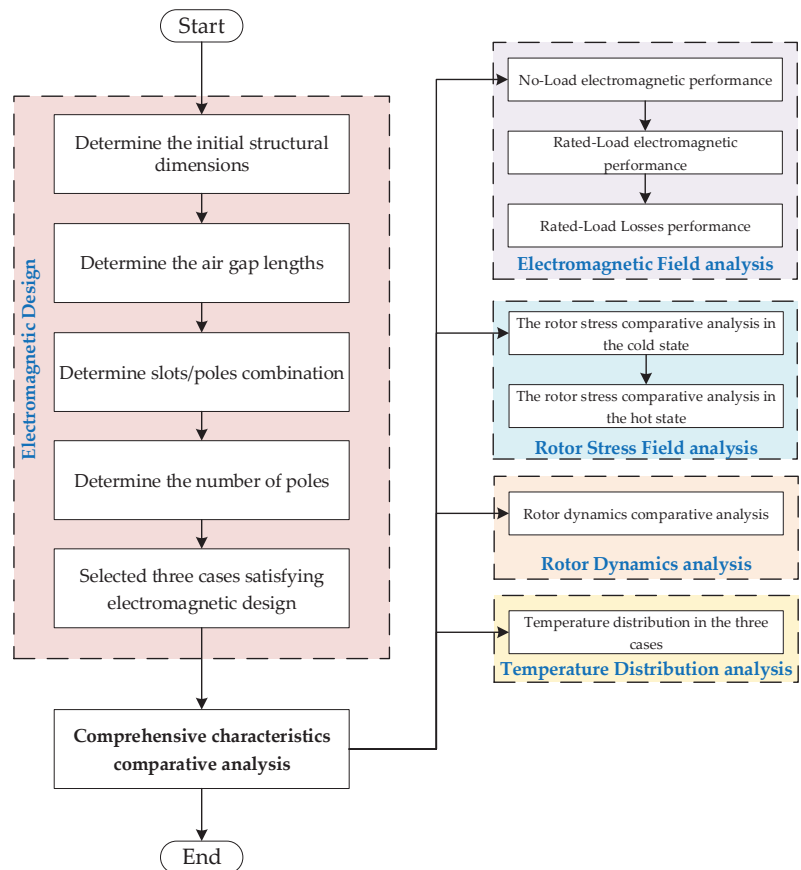 Start
Electromagnetic Design
Determine the initial structural
dimensions
Determine the air gap lengths
Determine slots/poles combination
Determine the number of poles
Selected three cases satisfying
electromagnetic design
Comprehensive characteristics
comparative analysis
End
No-Load electromagnetic performance
Rated-Load electromagnetic
performance
Rated-Load Losses performance
Electromagnetic Field analysis
The rotor stress comparative analysis in
the cold state
The rotor stress comparative analysis in
the hot state
Rotor Stress Field analysis
Rotor dynamics comparative analysis
Rotor Dynamics analysis
Temperature distribution in the three
cases
Temperature Distribution analysis